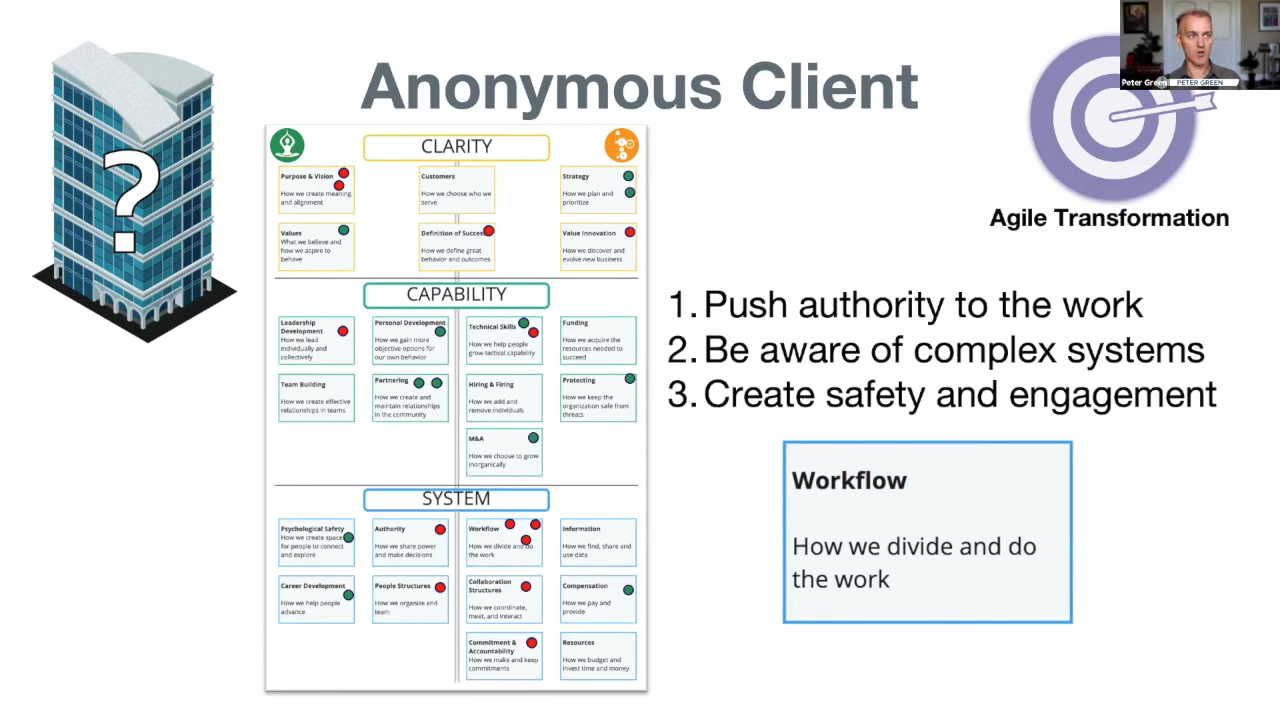 Anonymous Client
Peter Green
PETER GREEN
?
Agile Transformation
CLARITY
Purpose & Vision
How we create meaning
and alignment
Customers
How we choose who we
serve
Strategy
How we plan and
prioritize
Values
What we believe and
how we aspire to
behave
Definition of Success
How we define great
behavior and outcomes
Value Innovation
How we discover and
evolve new business
CAPABILITY
Leadership
Development
How we lead
individually and
collectively
Personal Development
How we gain more
objective options for
our own behavior
Technical Skills
How we help people
grow tactical capability
Funding
How we acquire the
resources needed to
succeed
Team Building
How we create effective
relationships in teams
Partnering
How we create and
maintain relationships
in the community
Hiring & Firing
How we add and
remove individuals
Protecting
How we keep the
organization safe from
threats
M&A
How we choose to grow
inorganically
SYSTEM
Psychological Safety
How we create space
for people to connect
and explore
Authority
How we share power
and make decisions
Workflow
How we divide and do
the work
Information
How we find, share and
use data
Career Development
How we help people
advance
People Structures
How we organize and
team
Collaboration
Structures
How we coordinate,
meet, and interact
Compensation
How we pay and
provide
Commitment &
Accountability
How we make and keep
commitments
Resources
How we budget and
invest time and money
1. Push authority to the work
2. Be aware of complex systems
3. Create safety and engagement
Workflow
How we divide and do
the work